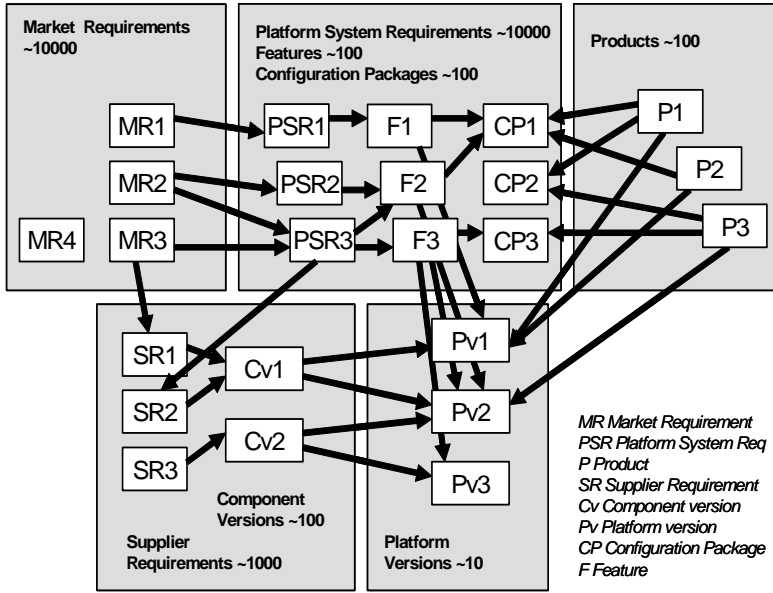 Market Requirements
~10000
Platform System Requirements ~10000
Features ~100
Configuration Packages ~100
Products ~100
MR1
PSR1
F1
CP1
P1
MR2
PSR2
F2
CP2
P2
MR4
MR3
PSR3
F3
CP3
P3
SR1
Cv1
Pv1
SR2
Cv2
Pv2
SR3
Pv3
Component
Versions ~100
Supplier
Requirements ~1000
Platform
Versions ~10
MR Market Requirement
PSR Platform System Req
P Product
SR Supplier Requirement
Cv Component version
Pv Platform version
CP Configuration Package
F Feature